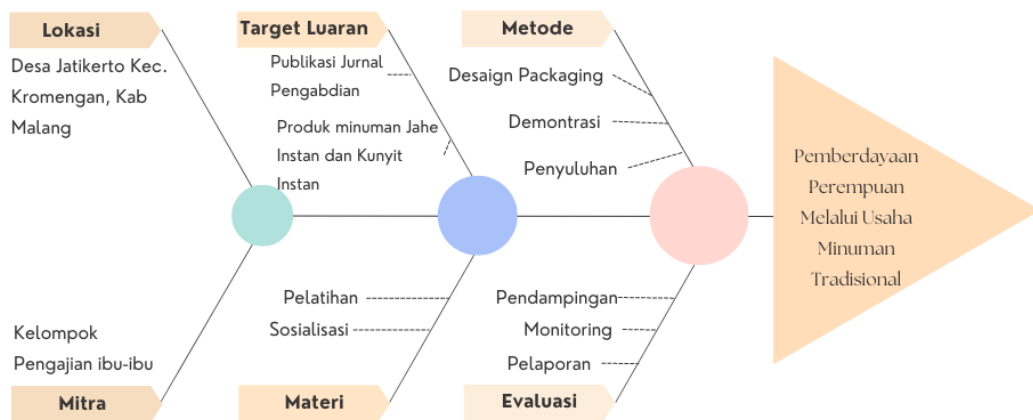 Lokasi
Desa Jatikerto Kec.
Kromengan, Kab
Malang
Target Luaran
Publikasi Jurnal
Pengabdian
Produk minuman Jahe
Instan dan Kunyit
Instan
Metode
Desaign Packaging
Demontrasi
Penyuluhan
Pemberdayaan
Perempuan
Melalui Usaha
Minuman
Tradisional
Kelompok
Pengajian ibu-ibu
Mitra
Pelatihan
Sosialisasi
Materi
Pendampingan
Monitoring
Pelaporan
Evaluasi